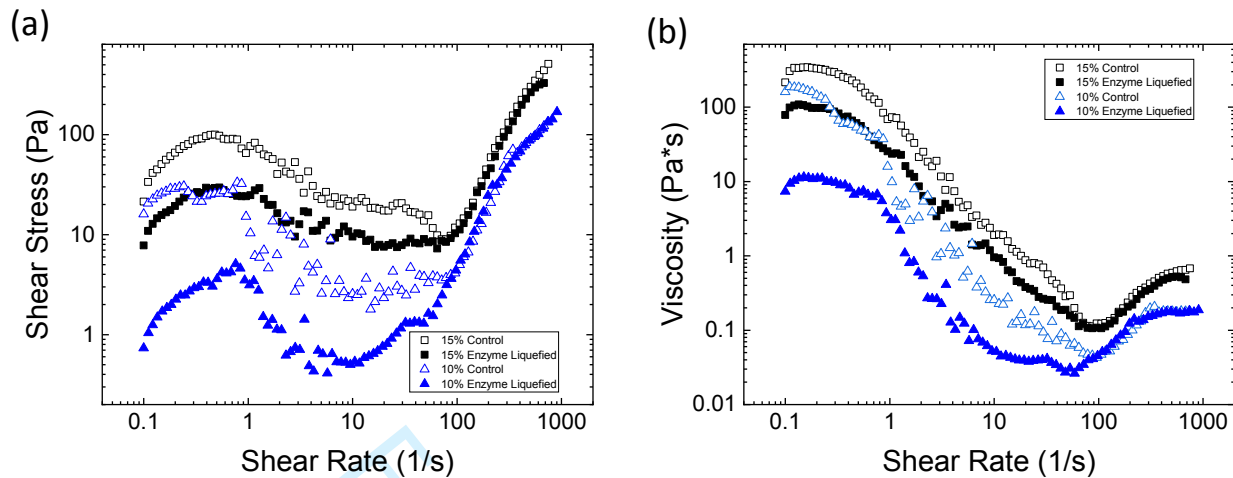 (a)
Shear Stress (Pa)
100
10
1
0.1
1
10
100
1000
Shear Rate (1/s)
15% Control
15% Enzyme Liquefied
10% Control
10% Enzyme Liquefied
(b)
Viscosity (Pa*s)
100
10
1
0.1
0.01
0.1
1
10
100
1000
Shear Rate (1/s)
15% Control
15% Enzyme Liquefied
10% Control
10% Enzyme Liquefied